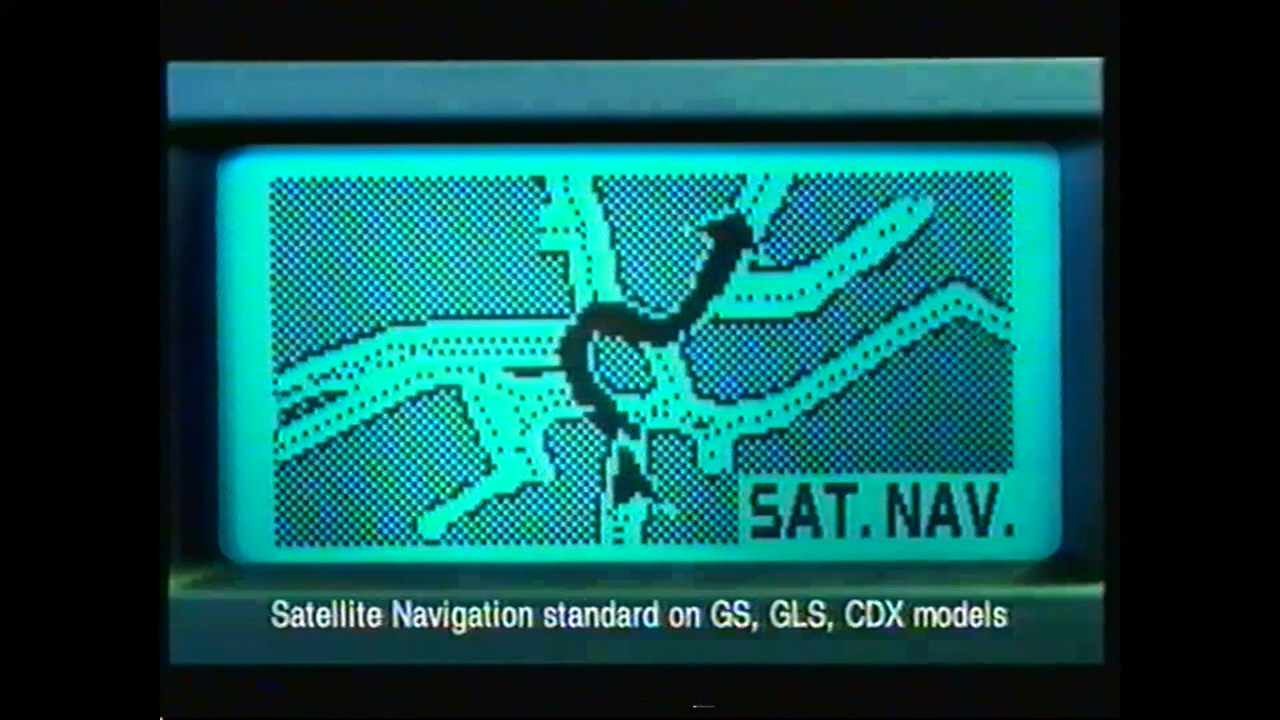 SAT. NAV.
Satellite Navigation standard on GS, GLS, CDX models